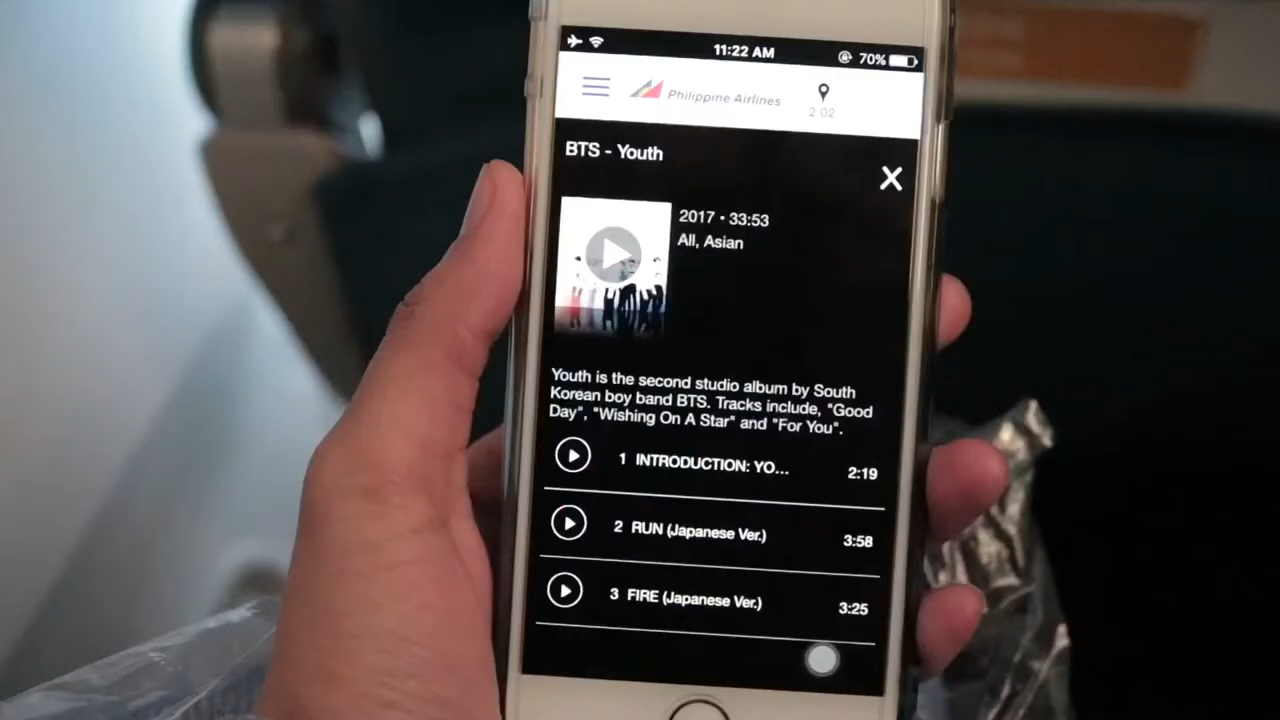 11:22 AM 70%
Philippine Airlines
2:02
BTS - Youth
2017 • 33:53
All, Asian
Youth is the second studio album by South
Korean boy band BTS. Tracks include, "Good
Day", "Wishing On A Star" and "For You".
1 INTRODUCTION: YO... 2:19
2 RUN (Japanese Ver.) 3:58
3 FIRE (Japanese Ver.) 3:25